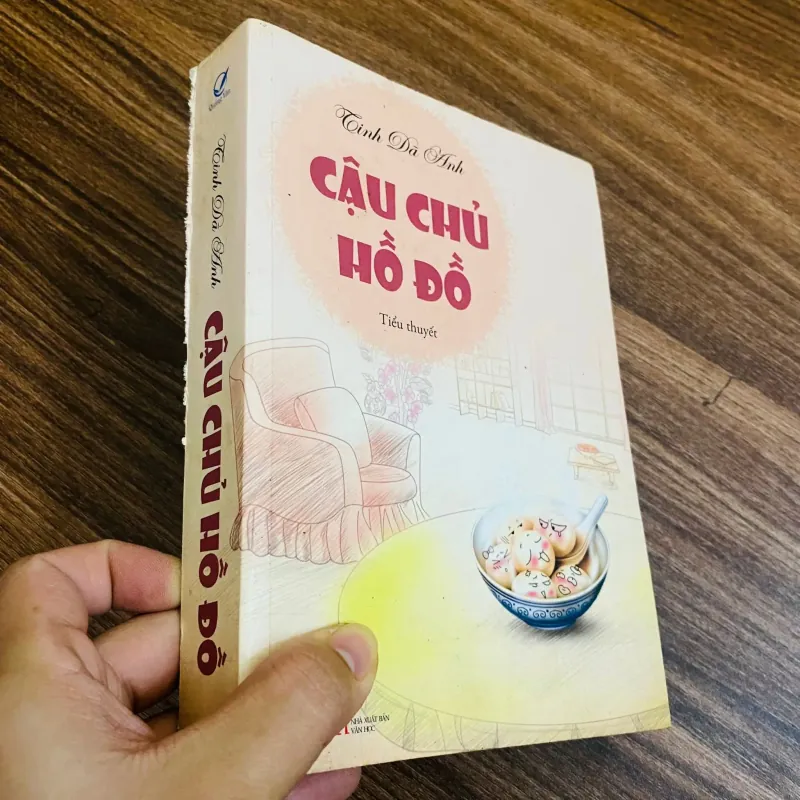 Tinh Dã Anh
CẬU CHỦ
HỒ ĐỒ
Tiểu thuyết
NHÀ XUẤT BẢN
VĂN HỌC
Tinh Dã Anh
CẬU CHỦ HỒ ĐỒ